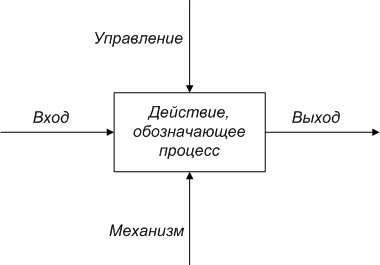 Управление
Вход
Действие,
обозначающее
процесс
Выход
Механизм